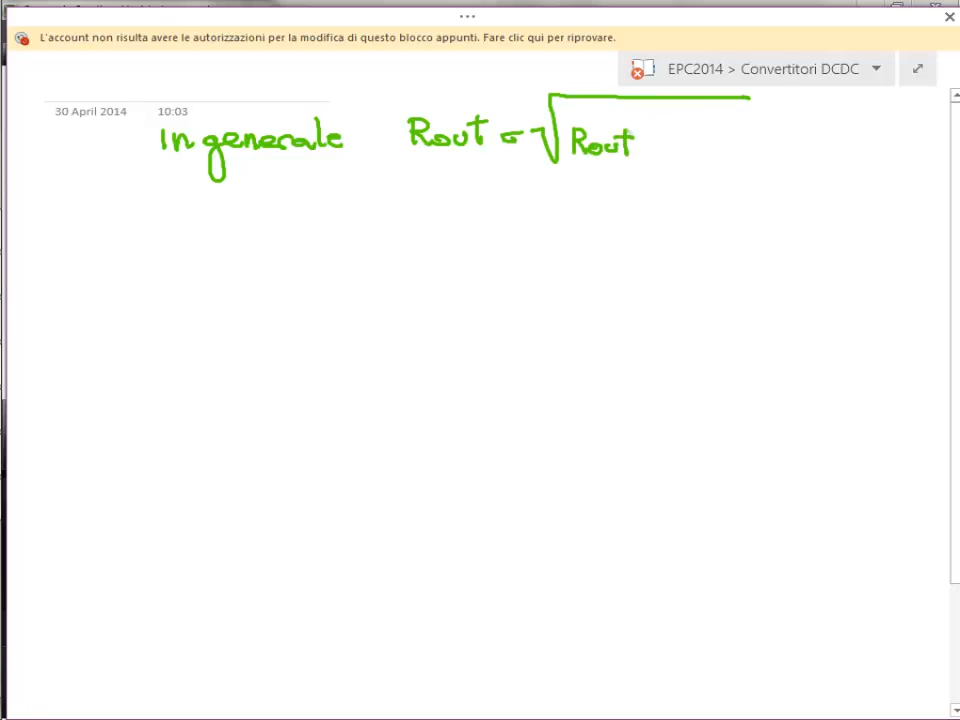 L'account non risulta avere le autorizzazioni per la modifica di questo blocco appunti. Fare clic qui per riprovare.
EPC2014 > Convertitori DCDC
30 April 2014 10:03
In generale Rout = √Rout